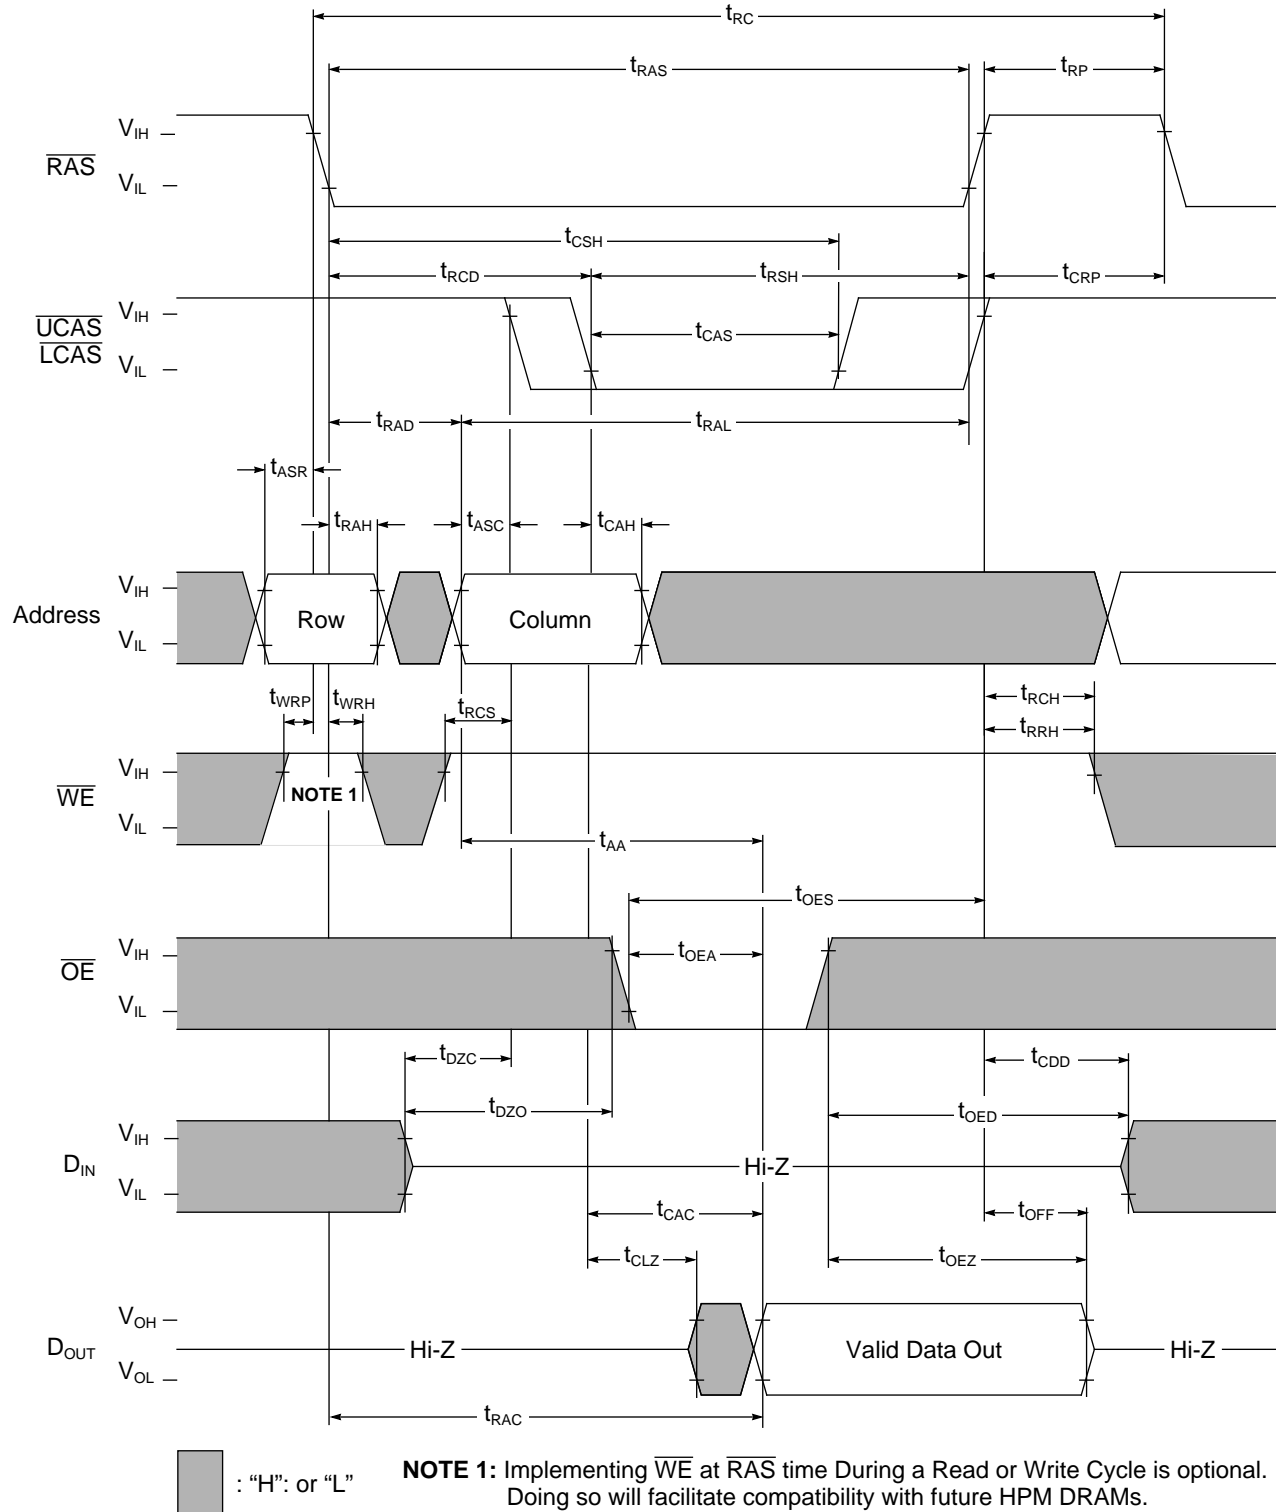 tRC
tRAS tRP
VIH
RAS
VIL
tCSH
tRCD tRSH tCRP
VIH
UCAS
LCAS
tCAS
VIL
tRAD tRAL
tASR
tRAH tASC tCAH
VIH
Address Row Column
VIL
tWRP tWRH tRCS tRCH
tRRH
VIH
WE NOTE 1
VIL
tAA
tOES
VIH
OE tOEA
VIL
tDZC tCDD
tDZO tOED
VIH
DIN Hi-Z
VIL
tCAC tOFF
tCLZ tOEZ
VOH
DOUT Hi-Z Valid Data Out Hi-Z
VOL
tRAC
: “H”: or “L”
NOTE 1: Implementing WE at RAS time During a Read or Write Cycle is optional.
Doing so will facilitate compatibility with future HPM DRAMs.